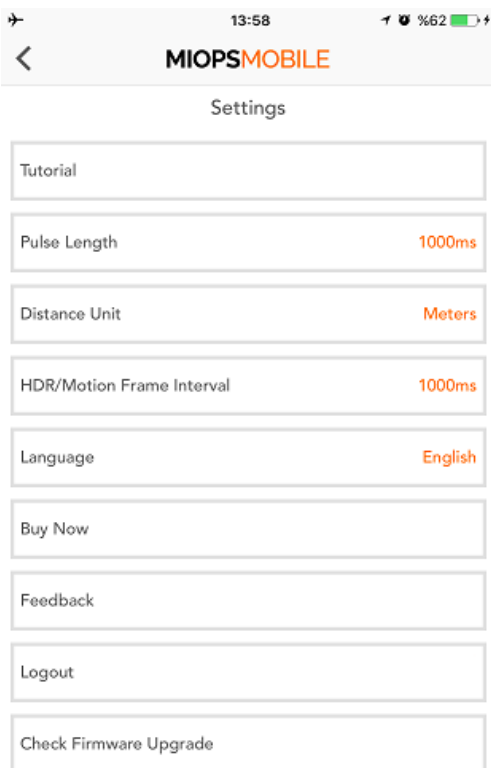 13:58 %62
MIOPSMOBILE
Settings
Tutorial
Pulse Length 1000ms
Distance Unit Meters
HDR/Motion Frame Interval 1000ms
Language English
Buy Now
Feedback
Logout
Check Firmware Upgrade